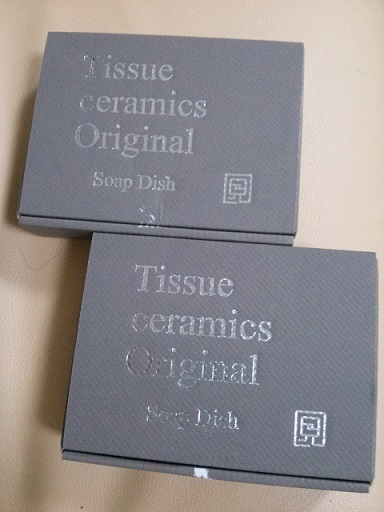 Tissue
ceramics
Original
Soap Dish
Tissue
ceramics
Original
Soap Dish